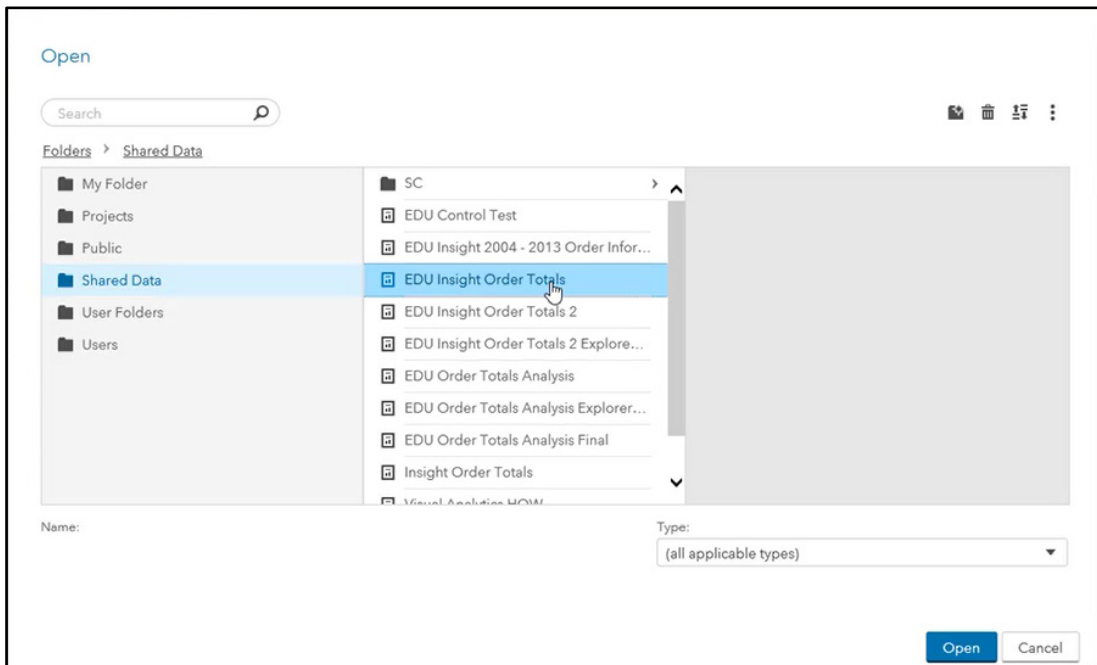 Open
Search
Folders > Shared Data
My Folder
Projects
Public
Shared Data
User Folders
Users
SC
EDU Control Test
EDU Insight 2004 - 2013 Order Infor...
EDU Insight Order Totals
EDU Insight Order Totals 2
EDU Insight Order Totals 2 Explore...
EDU Order Totals Analysis
EDU Order Totals Analysis Explorer...
EDU Order Totals Analysis Final
Insight Order Totals
Visual Analytics HOW
Name:
Type:
(all applicable types)
Open
Cancel